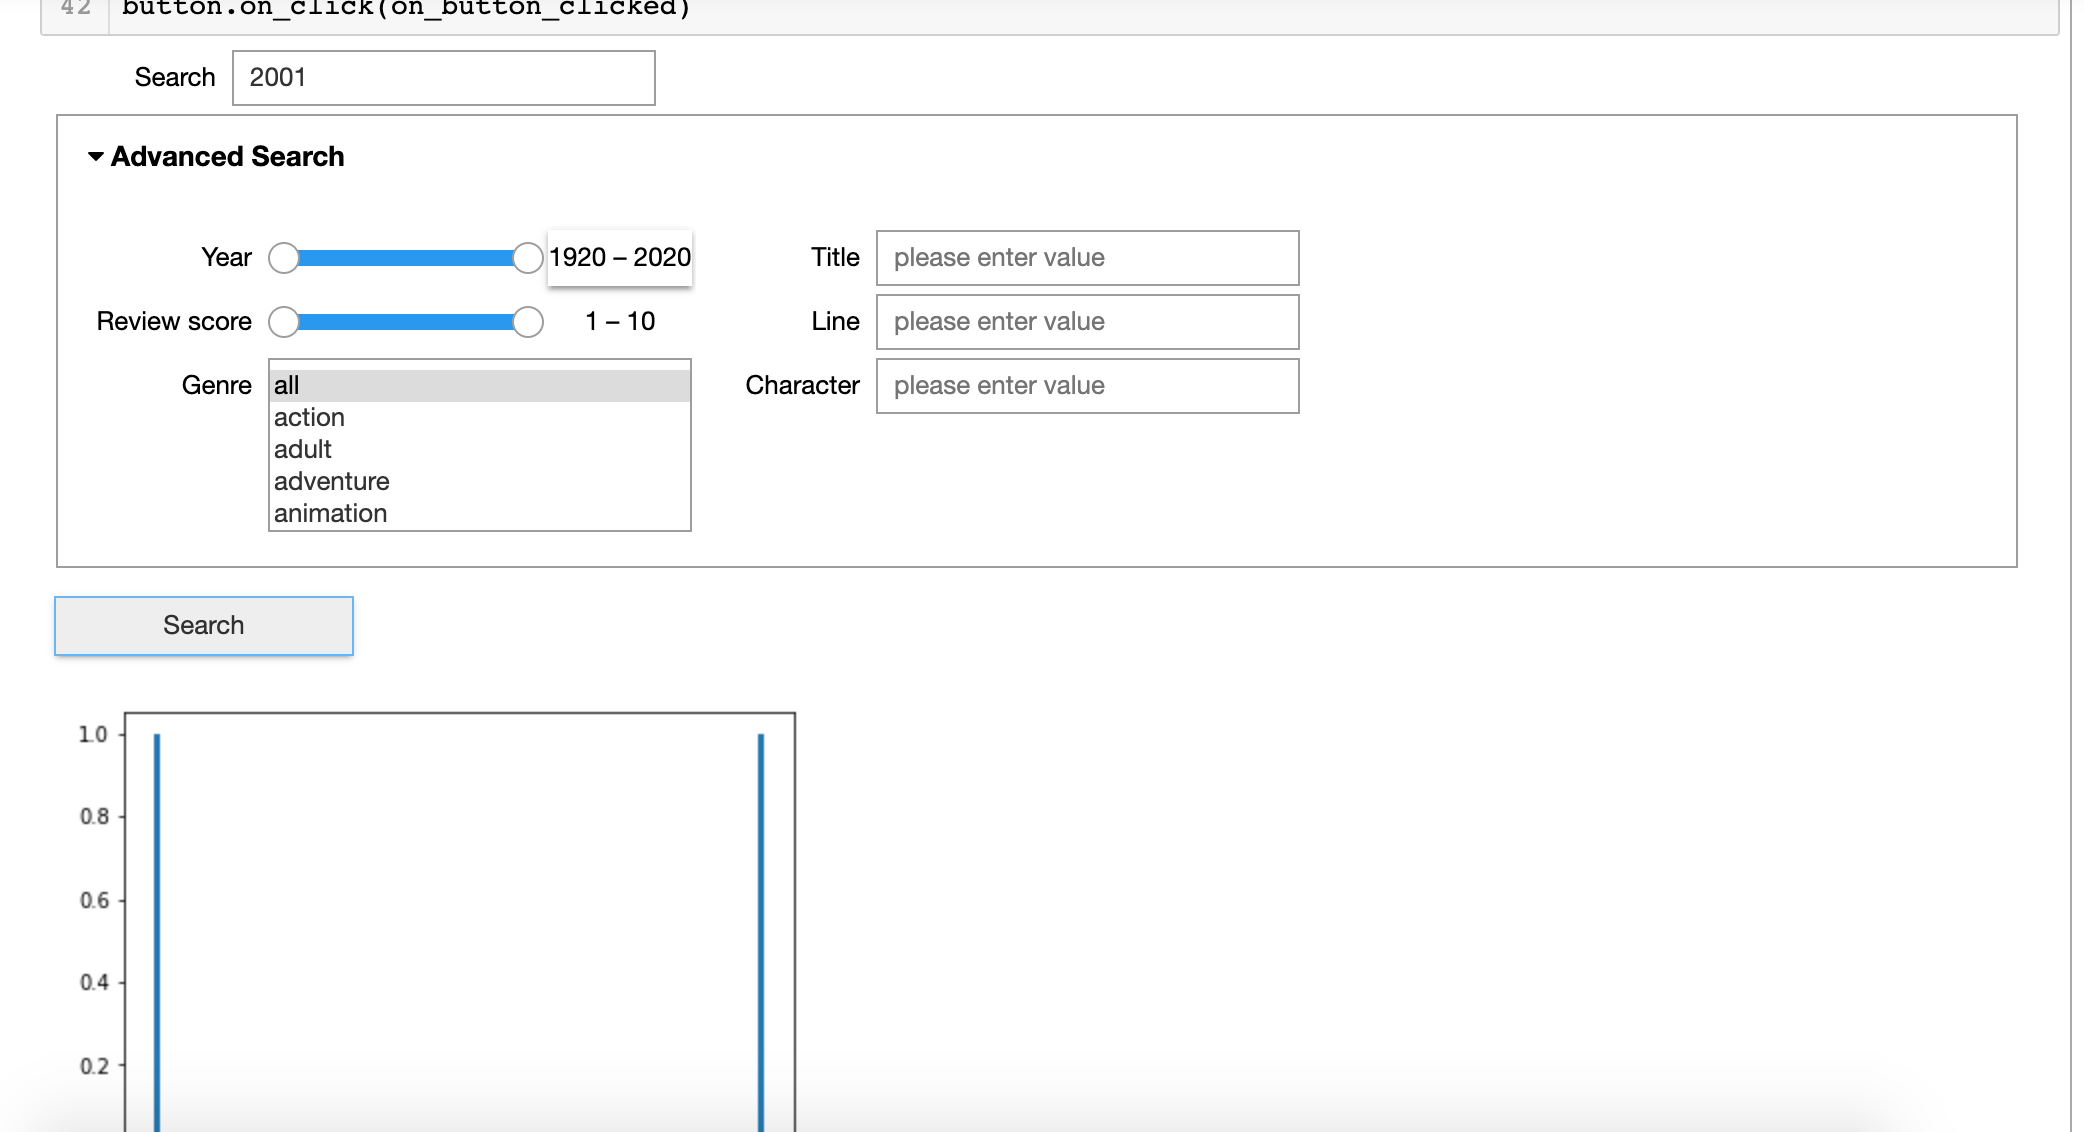 42 button.on_click(on_button_clicked)
Search 2001
Advanced Search
Year 1920 – 2020 Title please enter value
Review score 1 – 10 Line please enter value
Genre all Character please enter value
action
adult
adventure
animation
Search
1.0
0.8
0.6
0.4
0.2